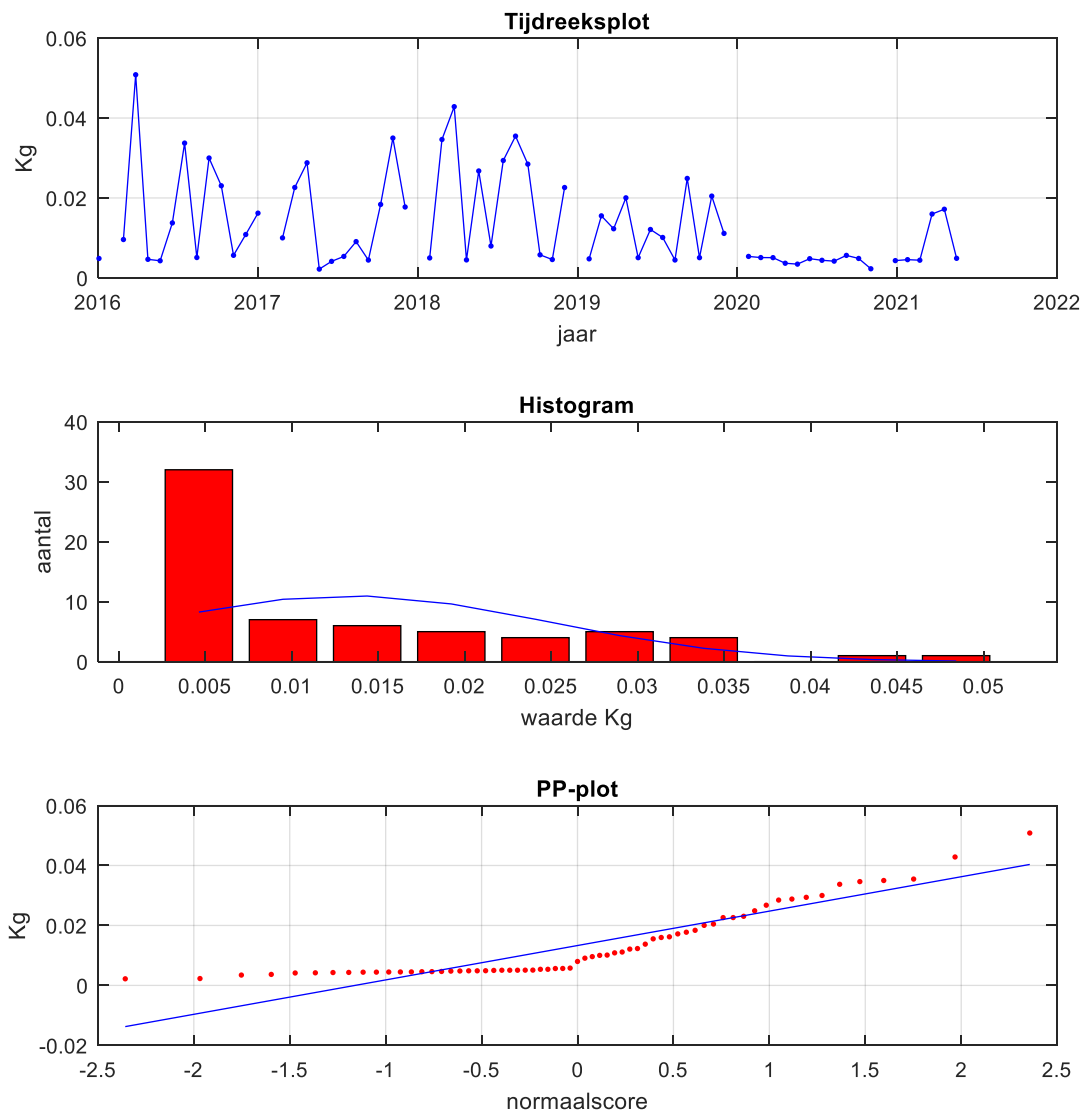 Tijdreeksplot
0.06
0.04
0.02
0
Kg
2016 2017 2018 2019 2020 2021 2022
jaar
Histogram
40
30
20
10
0
aantal
0 0.005 0.01 0.015 0.02 0.025 0.03 0.035 0.04 0.045 0.05
waarde Kg
PP-plot
0.06
0.04
0.02
0
-0.02
Kg
-2.5 -2 -1.5 -1 -0.5 0 0.5 1 1.5 2 2.5
normaalscore